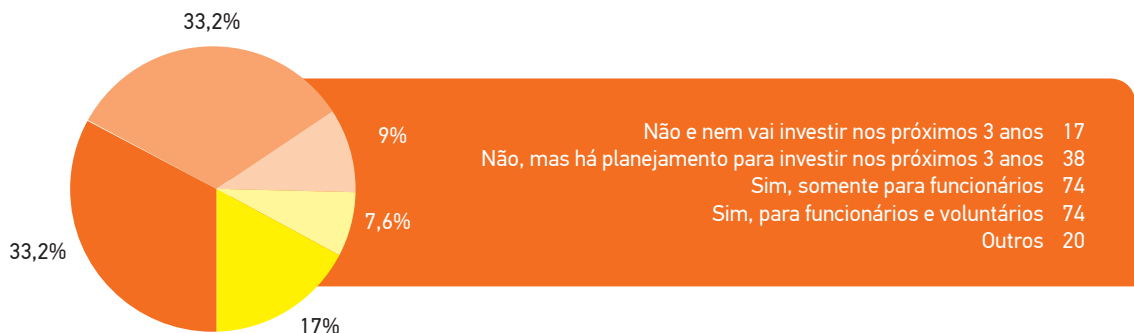 33,2%
9%
7,6%
33,2%
17%
Não e nem vai investir nos próximos 3 anos 17
Não, mas há planejamento para investir nos próximos 3 anos 38
Sim, somente para funcionários 74
Sim, para funcionários e voluntários 74
Outros 20